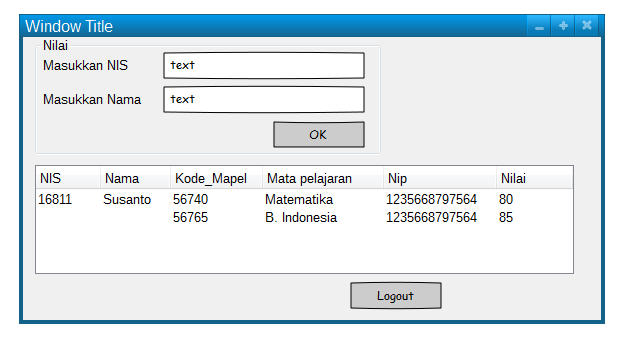 Window Title
Nilai
Masukkan NIS text
Masukkan Nama text
OK
NIS Nama Kode_Mapel Mata pelajaran Nip Nilai
16811 Susanto 56740 Matematika 1235668797564 80
56765 B. Indonesia 1235668797564 85
Logout